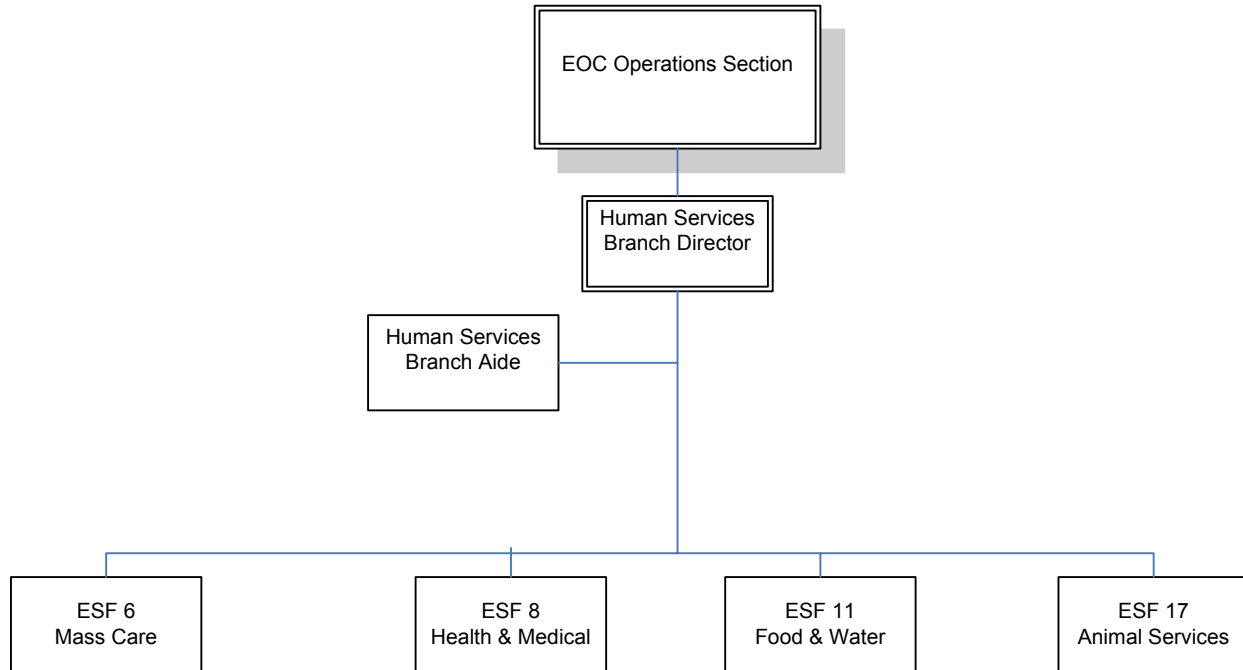 EOC Operations Section
Human Services
Branch Director
Human Services
Branch Aide
ESF 6
Mass Care
ESF 8
Health & Medical
ESF 11
Food & Water
ESF 17
Animal Services